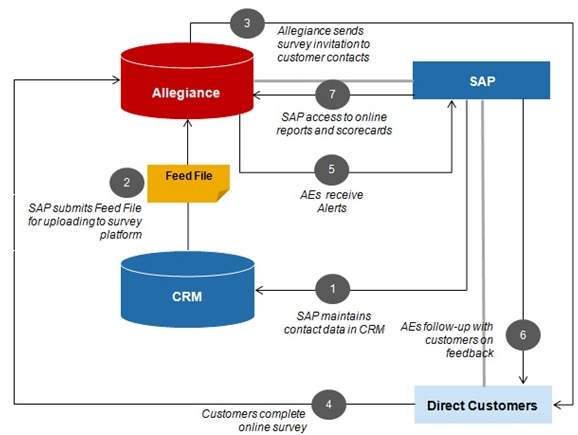 3
Allegiance sends
survey invitation to
customer contacts
Allegiance
SAP
7
SAP access to online
reports and scorecards
2
Feed File
5
AEs receive
Alerts
SAP submits Feed File
for uploading to survey
platform
CRM
1
SAP maintains
contact data in CRM
AEs follow-up with
customers on
feedback
6
4
Customers complete
online survey
Direct Customers